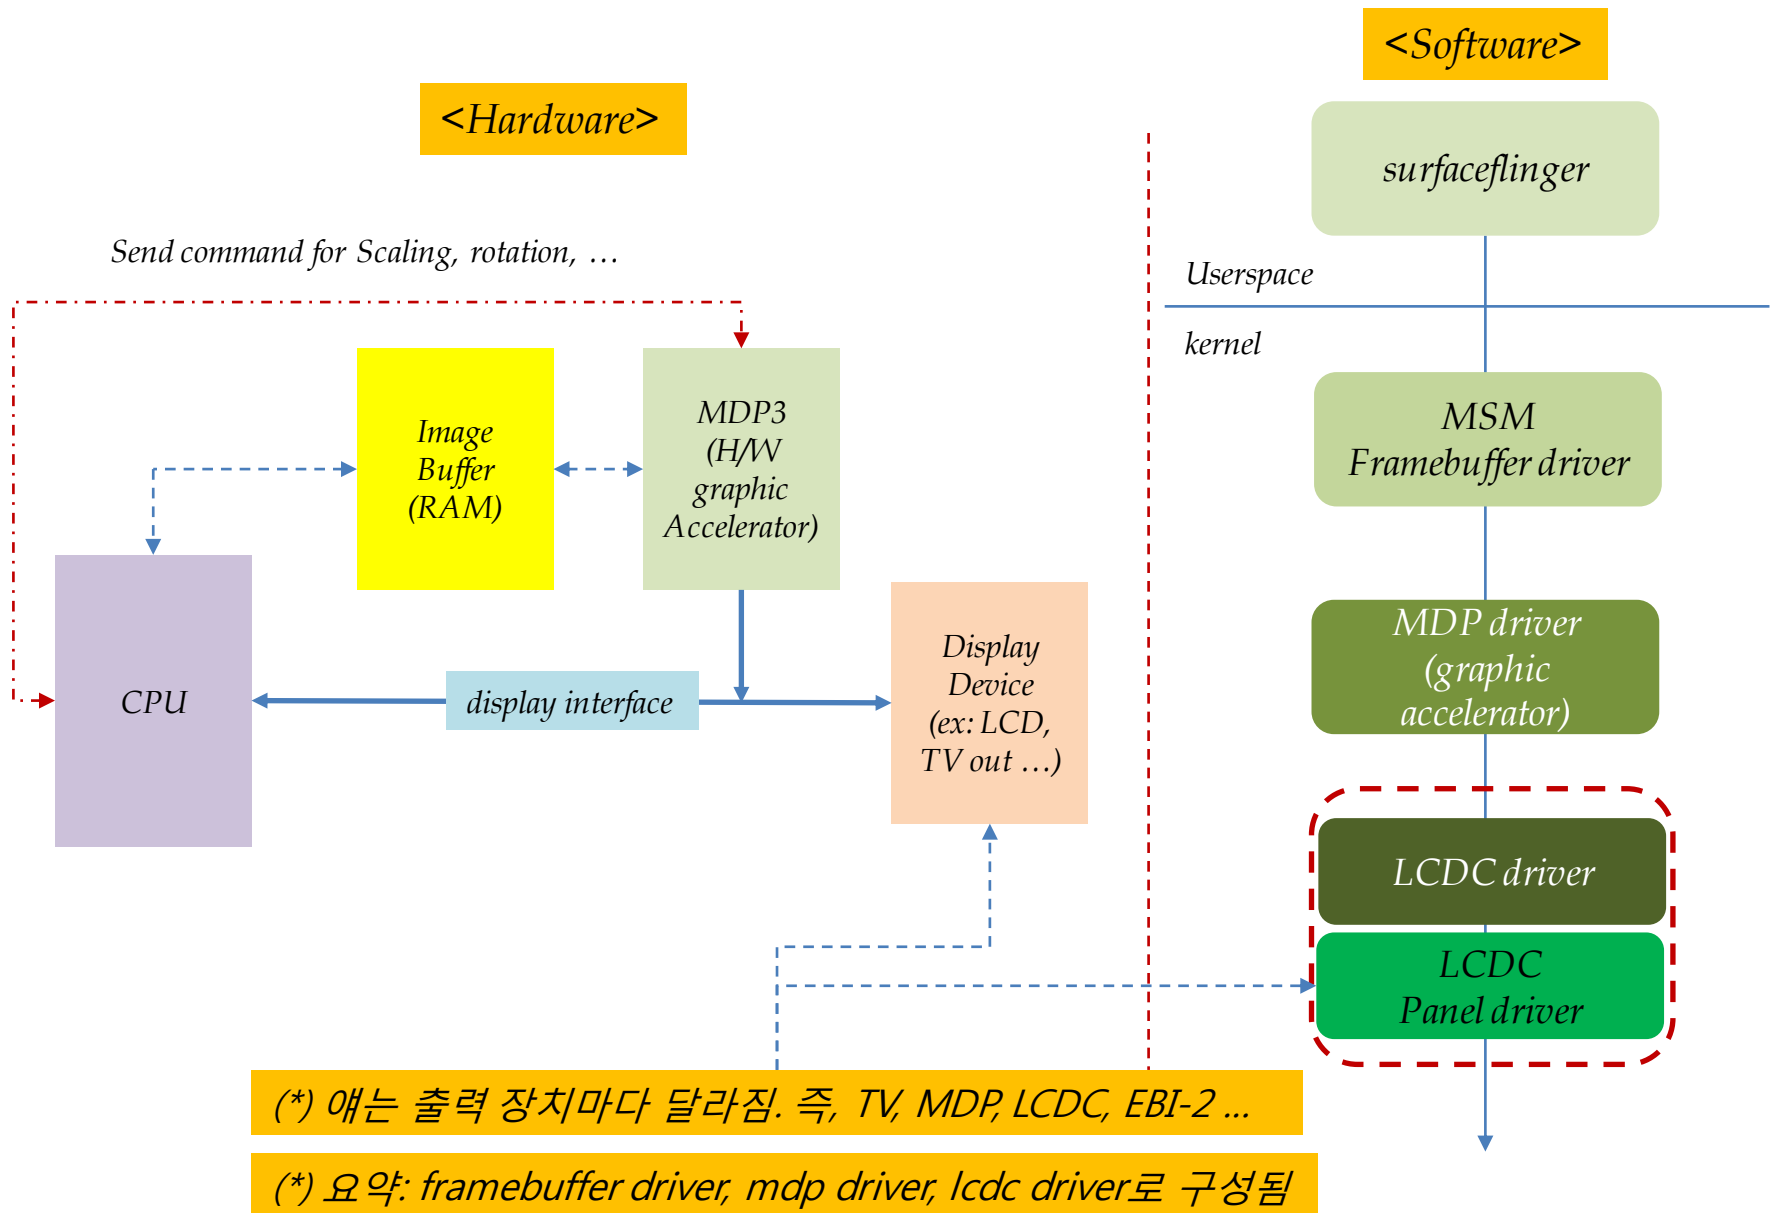 <Software>
<Hardware>
surfaceflinger
Send command for Scaling, rotation, …
Userspace
kernel
Image
Buffer
(RAM)
MDP3
(H/W
graphic
Accelerator)
MSM
Framebuffer driver
CPU
display interface
Display
Device
(ex: LCD,
TV out …)
MDP driver
(graphic
accelerator)
LCDC driver
LCDC
Panel driver
(*) 얘는 출력 장치마다 달라짐. 즉, TV, MDP, LCDC, EBI-2 ...
(*) 요약: framebuffer driver, mdp driver, lcdc driver로 구성됨